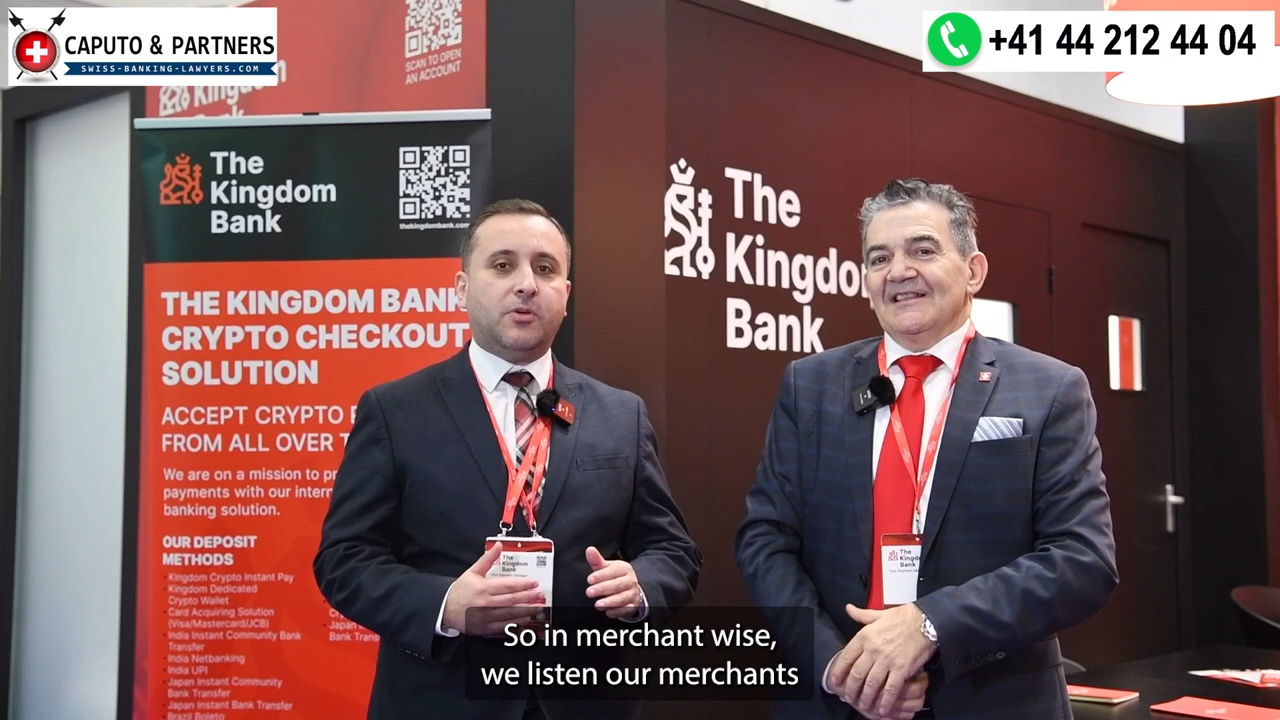 CAPUTO & PARTNERS
SWISS-BANKING-LAWYERS.COM
+41 44 212 44 04
SCAN TO OPEN
AN ACCOUNT
The
Kingdom
Bank
thekingdombank.com
THE KINGDOM BANK
CRYPTO CHECKOUT
SOLUTION
ACCEPT CRYPTO
FROM ALL OVER
We are on a mission to
payments with our
banking solution.
OUR DEPOSIT
METHODS
· Kingdom Crypto Instant Pay
· Kingdom Dedicated
Crypto Wallet
· Card Acquiring Solution
(Visa/Mastercard/JCB)
· India Instant Community Bank
Transfer
· India Netbanking
· India UPI
· Japan Instant Community
Bank Transfer
· Japan Instant Bank Transfer
· Brazil Boleto
The
Kingdom
Bank
The
Kingdom
Bank
The
Bank
So in merchant wise,
we listen our merchants